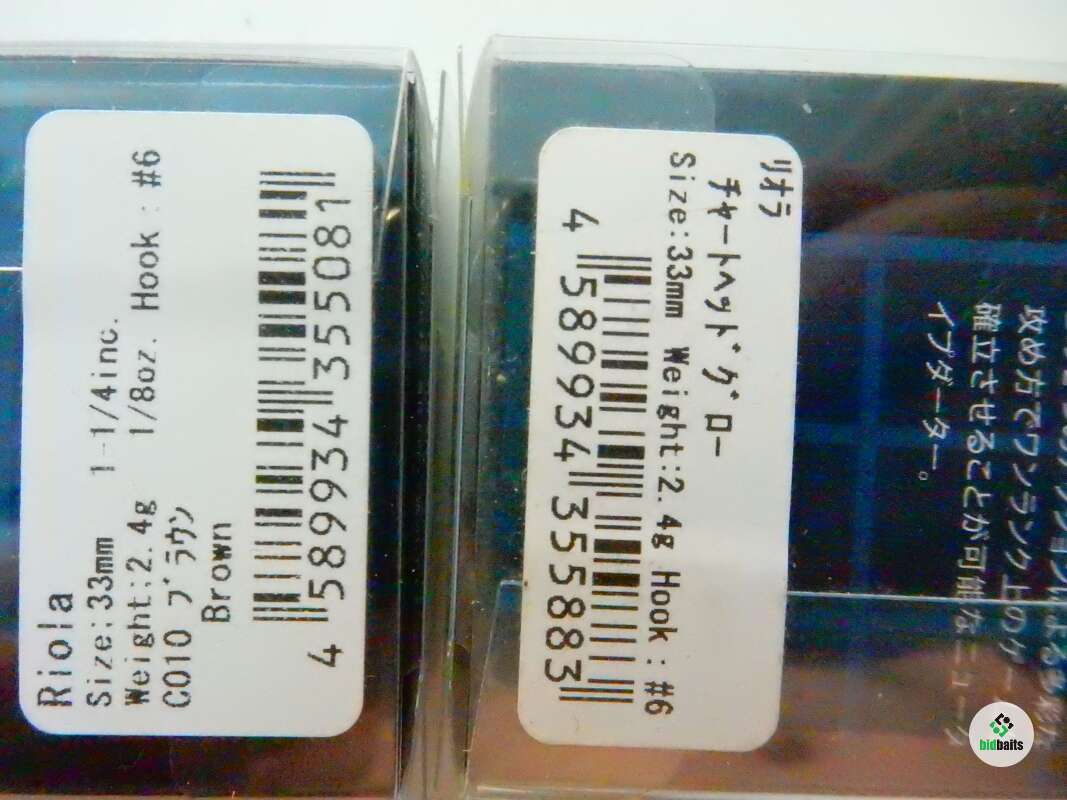 Riola
Size:33mm 1-1/4inc.
Weight:2.4g 1/8oz. Hook : #6
C010 ﾌﾞﾗｳﾝ
Brown
4 589934 355081
ﾘｵﾗ
ﾁｬｰﾄﾍｯﾄﾞｸﾞﾛｰ
Size:33mm Weight:2.4g Hook : #6
4 589934 355883
攻め方でワンランク上のゲーム
確立させることが可能なニュータ
イプダーター。
bidbaits